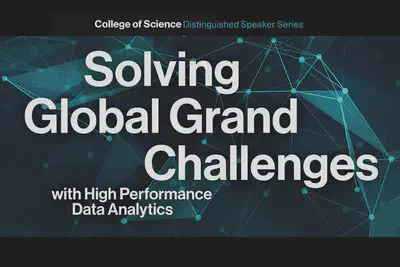 College of Science Distinguished Speaker Series
Solving
Global Grand
Challenges
with High Performance
Data Analytics